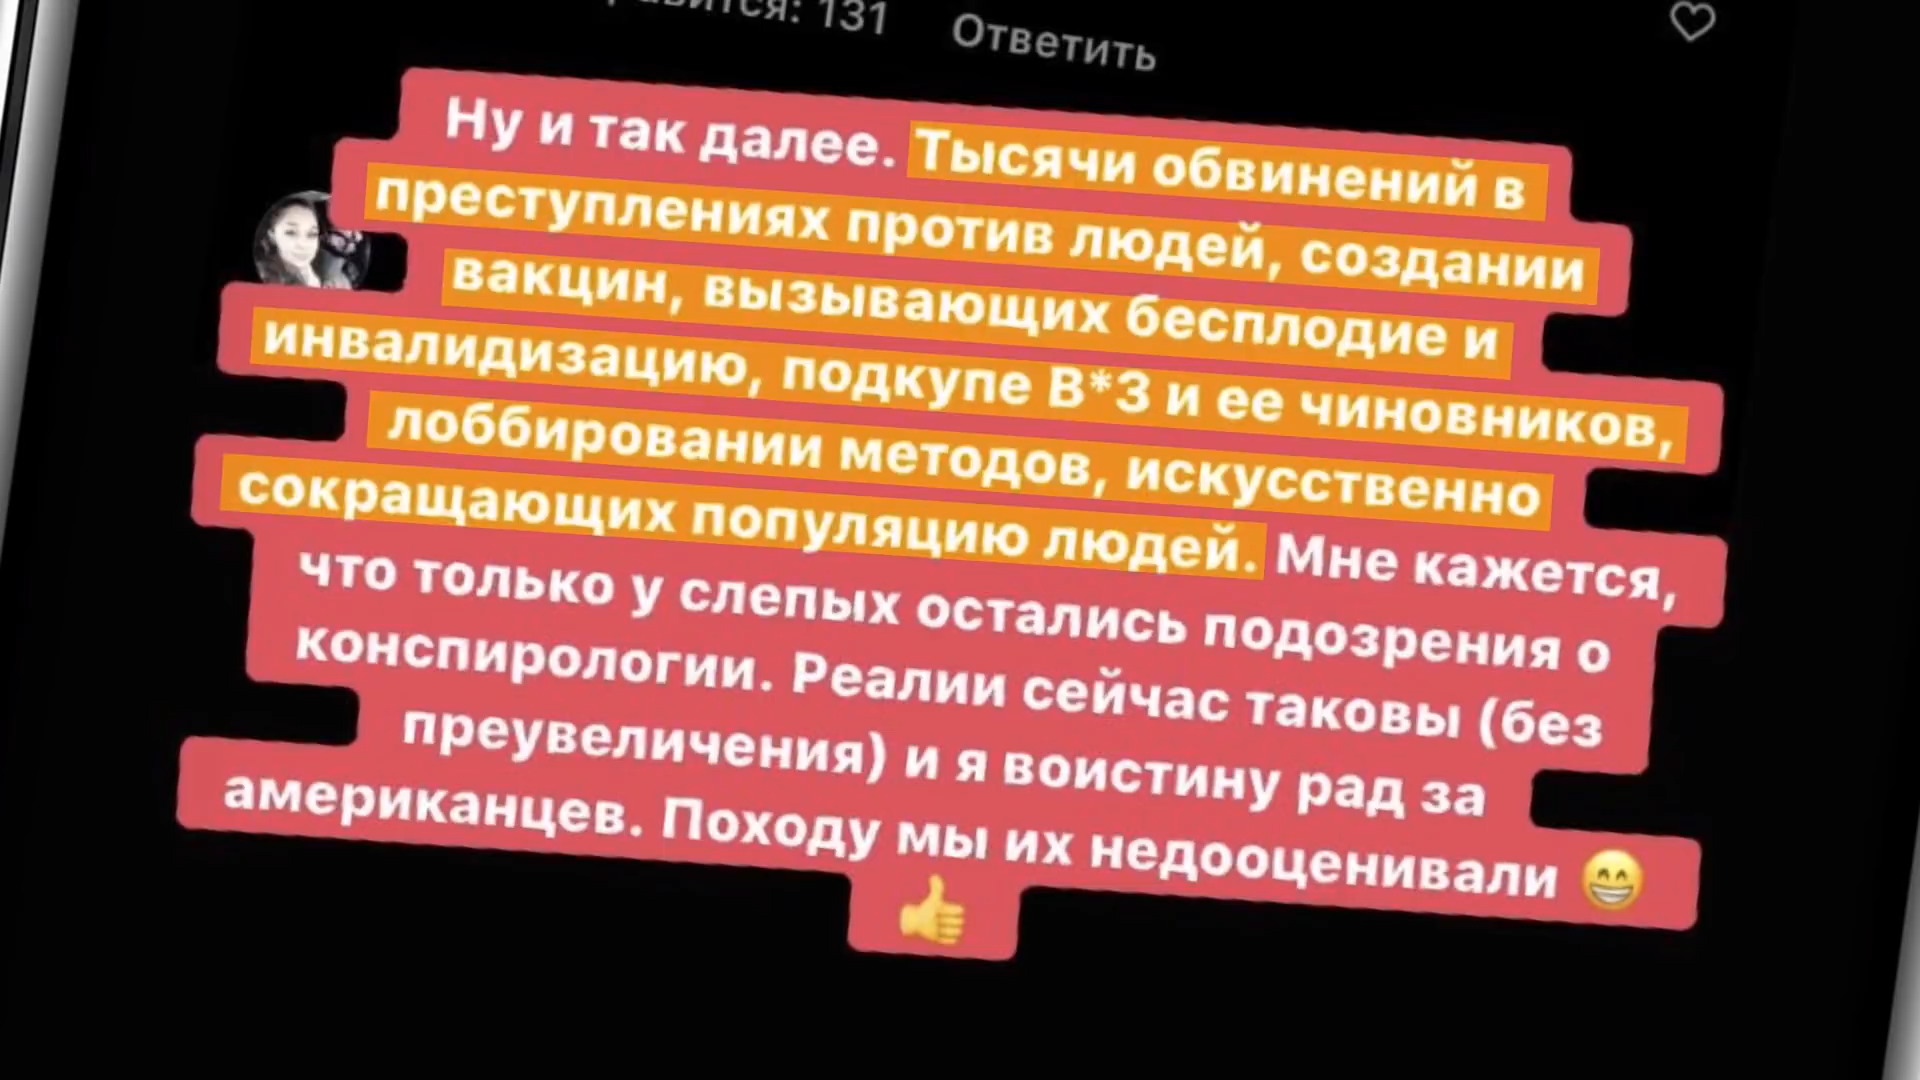 131
Ответить
Ну и так далее. Тысячи обвинений в
преступлениях против людей, создании
вакцин, вызывающих бесплодие и
инвалидизацию, подкупе В*З и ее чиновников,
лоббировании методов, искусственно
сокращающих популяцию людей. Мне кажется,
что только у слепых остались подозрения о
конспирологии. Реалии сейчас таковы (без
преувеличения) и я воистину рад за
американцев. Походу мы их недооценивали 😁
👍